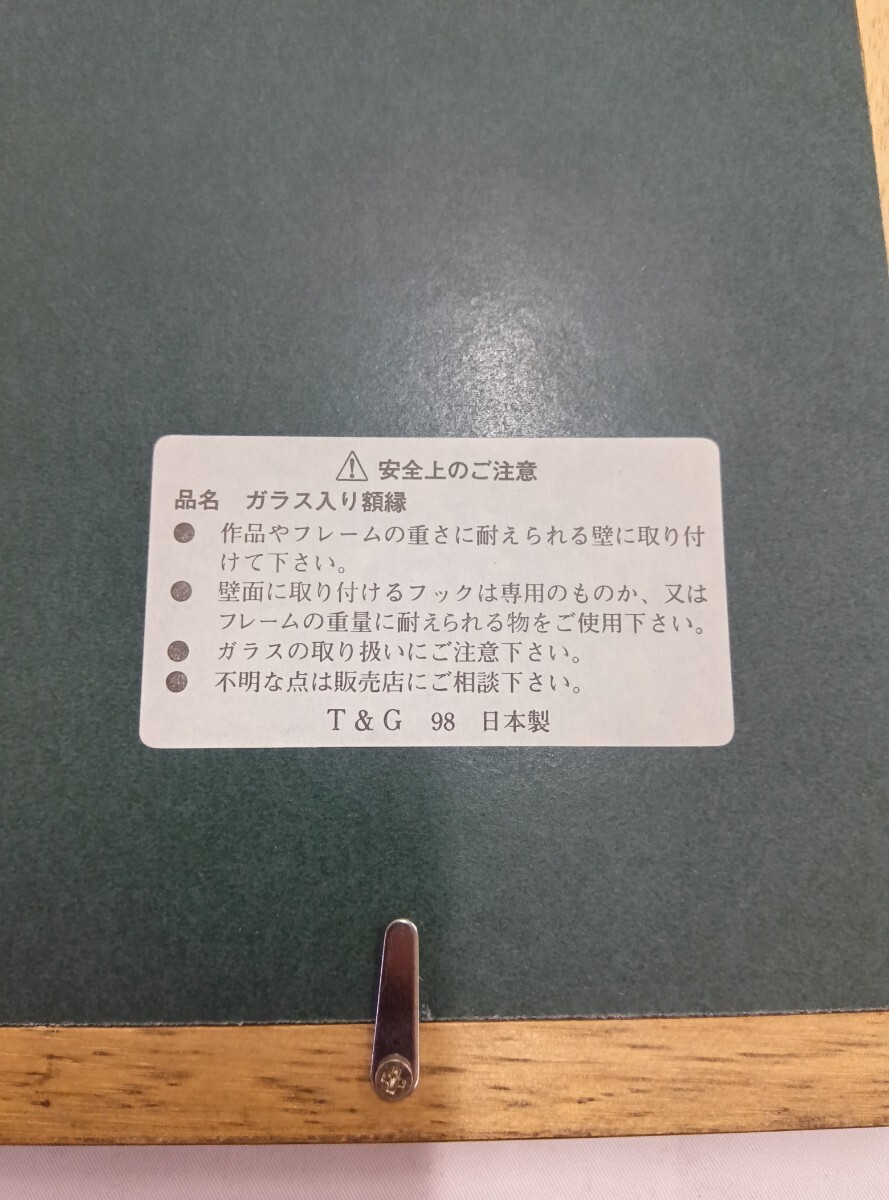 ⚠ 安全上のご注意
品名 ガラス入り額縁
● 作品やフレームの重さに耐えられる壁に取り付
けて下さい。
● 壁面に取り付けるフックは専用のものか、又は
フレームの重量に耐えられる物をご使用下さい。
● ガラスの取り扱いにご注意下さい。
● 不明な点は販売店にご相談下さい。
T & G 98 日本製